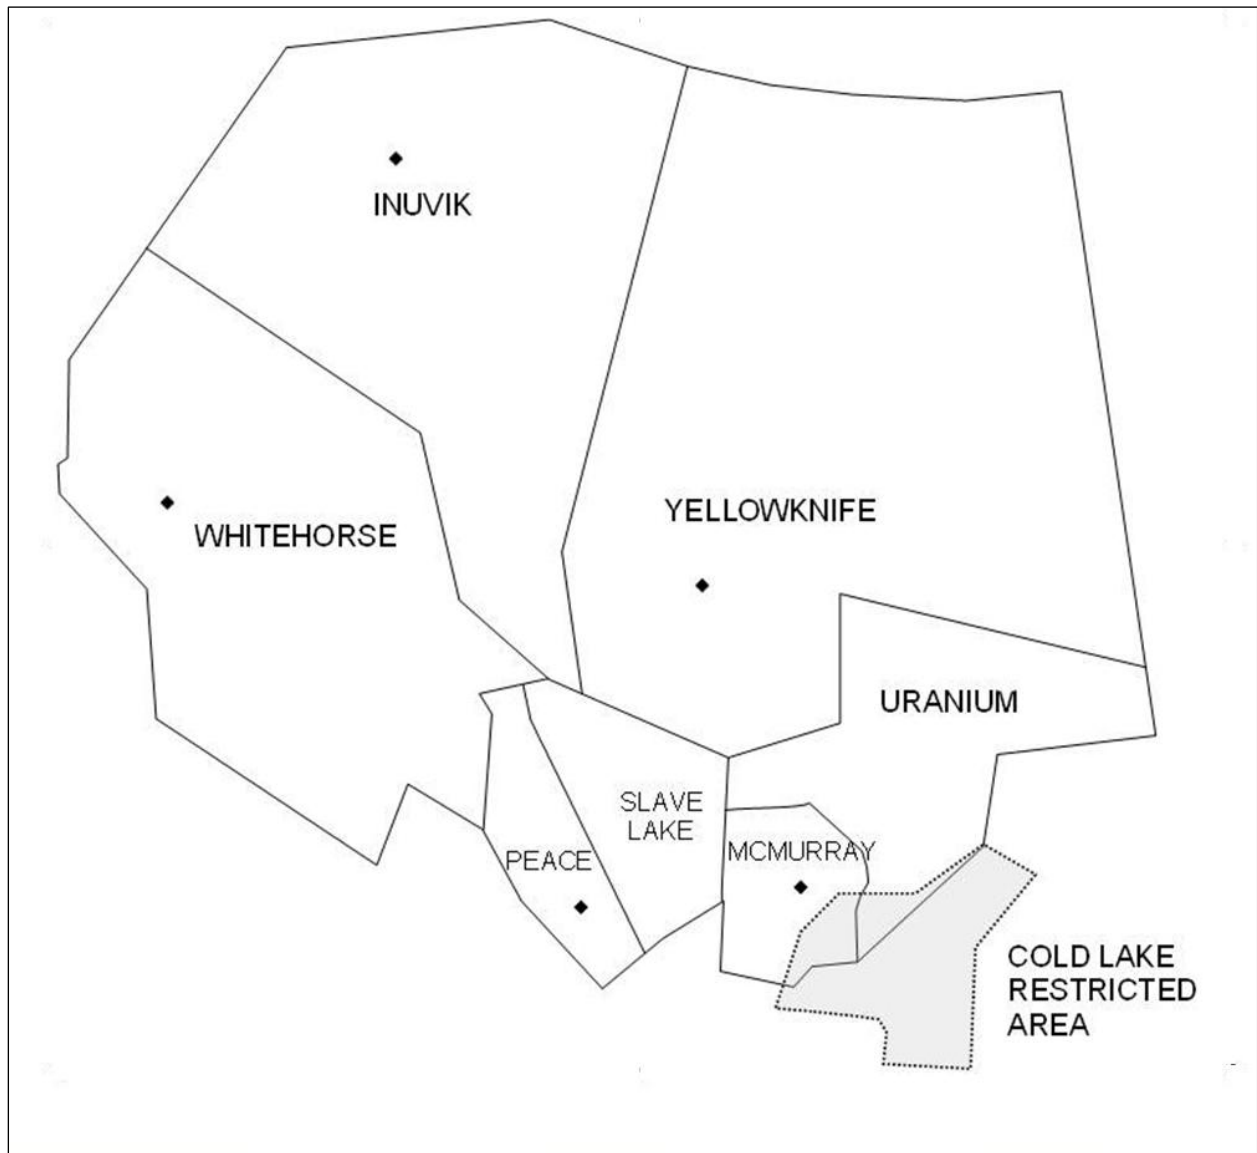 INUVIK
YELLOWKNIFE
WHITEHORSE
URANIUM
SLAVE
LAKE
MCMURRAY
PEACE
COLD LAKE
RESTRICTED
AREA